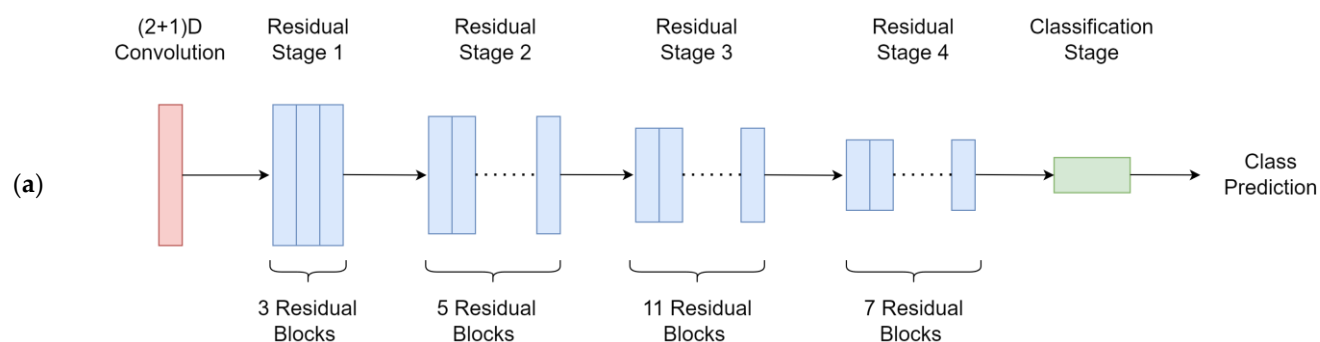 (2+1)D
Convolution
Residual
Stage 1
Residual
Stage 2
Residual
Stage 3
Residual
Stage 4
Classification
Stage
(a)
Class
Prediction
3 Residual
Blocks
5 Residual
Blocks
11 Residual
Blocks
7 Residual
Blocks